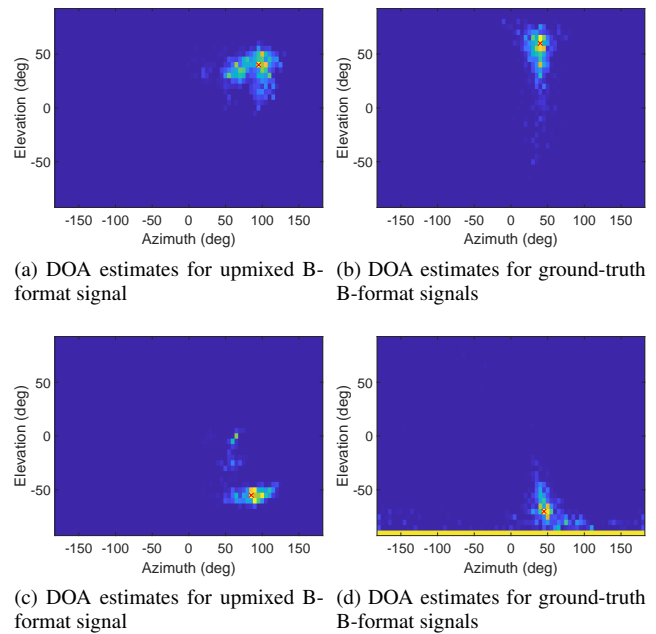 50
0
-50
Elevation (deg)
-150 -100 -50 0 50 100 150
Azimuth (deg)
50
0
-50
Elevation (deg)
-150 -100 -50 0 50 100 150
Azimuth (deg)
(a) DOA estimates for upmixed B-
format signal
(b) DOA estimates for ground-truth
B-format signals
50
0
-50
Elevation (deg)
-150 -100 -50 0 50 100 150
Azimuth (deg)
50
0
-50
Elevation (deg)
-150 -100 -50 0 50 100 150
Azimuth (deg)
(c) DOA estimates for upmixed B-
format signal
(d) DOA estimates for ground-truth
B-format signals